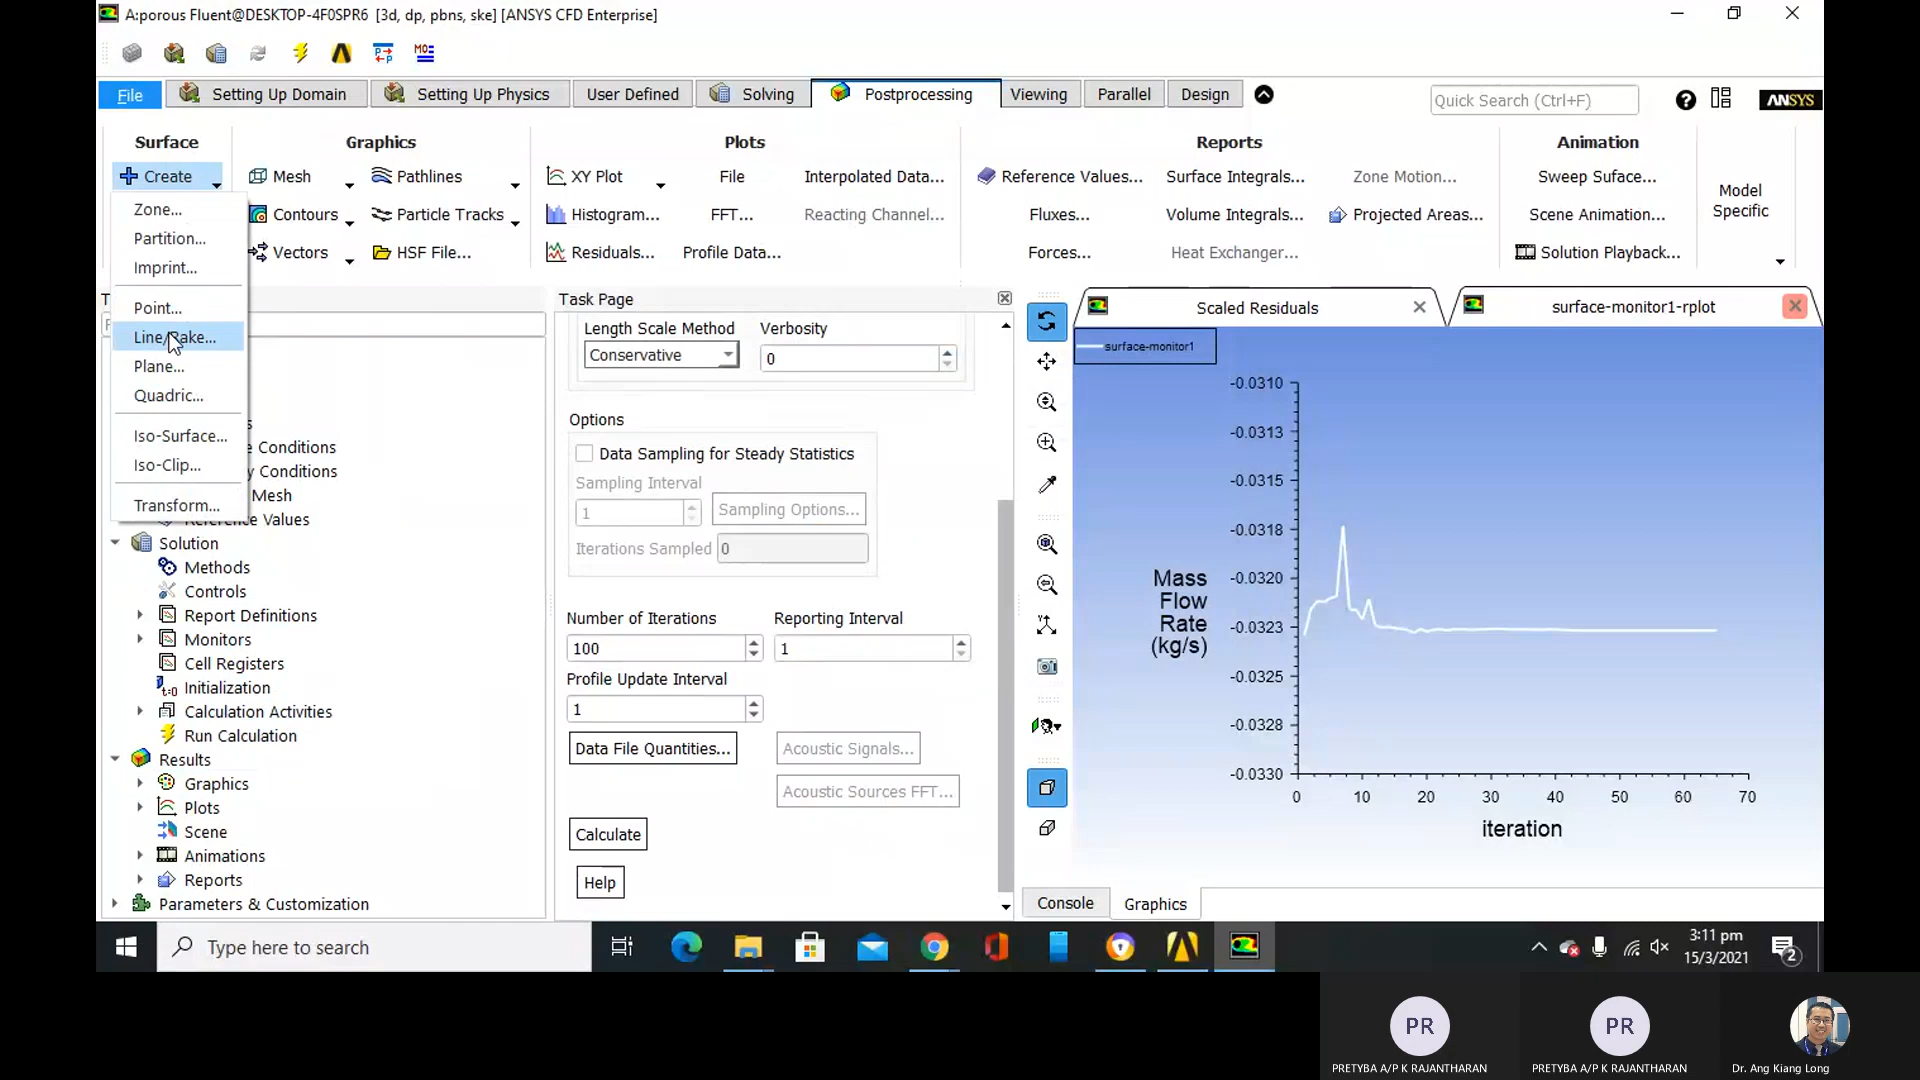 A:porous Fluent@DESKTOP-4F0SPR6 [3d, dp, pbns, ske] [ANSYS CFD Enterprise]
File
Setting Up Domain
Setting Up Physics
User Defined
Solving
Postprocessing
Viewing
Parallel
Design
Quick Search (Ctrl+F)
ANSYS
Surface
Graphics
Plots
Reports
Animation
Create
Mesh
Pathlines
XY Plot
File
Interpolated Data...
Reference Values...
Surface Integrals...
Zone Motion...
Sweep Suface...
Model
Specific
Contours
Particle Tracks
Histogram...
FFT...
Reacting Channel...
Fluxes...
Volume Integrals...
Projected Areas...
Scene Animation...
Vectors
HSF File...
Residuals...
Profile Data...
Forces...
Heat Exchanger...
Solution Playback...
Zone...
Partition...
Imprint...
Point...
Line/Rake...
Plane...
Quadric...
Iso-Surface...
Iso-Clip...
Transform...
e Conditions
y Conditions
Mesh
Reference Values
Solution
Methods
Controls
Report Definitions
Monitors
Cell Registers
Initialization
Calculation Activities
Run Calculation
Results
Graphics
Plots
Scene
Animations
Reports
Parameters & Customization
Task Page
Length Scale Method
Verbosity
Conservative
0
Options
Data Sampling for Steady Statistics
Sampling Interval
1
Sampling Options...
Iterations Sampled
0
Number of Iterations
Reporting Interval
100
1
Profile Update Interval
1
Data File Quantities...
Acoustic Signals...
Acoustic Sources FFT...
Calculate
Help
Scaled Residuals
surface-monitor1-rplot
surface-monitor1
-0.0310
-0.0313
-0.0315
-0.0318
-0.0320
-0.0323
-0.0325
-0.0328
-0.0330
Mass
Flow
Rate
(kg/s)
0 10 20 30 40 50 60 70
iteration
Console
Graphics
Type here to search
3:11 pm
15/3/2021
2
PR
PR
PRETYBA A/P K RAJANTHARAN
PRETYBA A/P K RAJANTHARAN
Dr. Ang Kiang Long